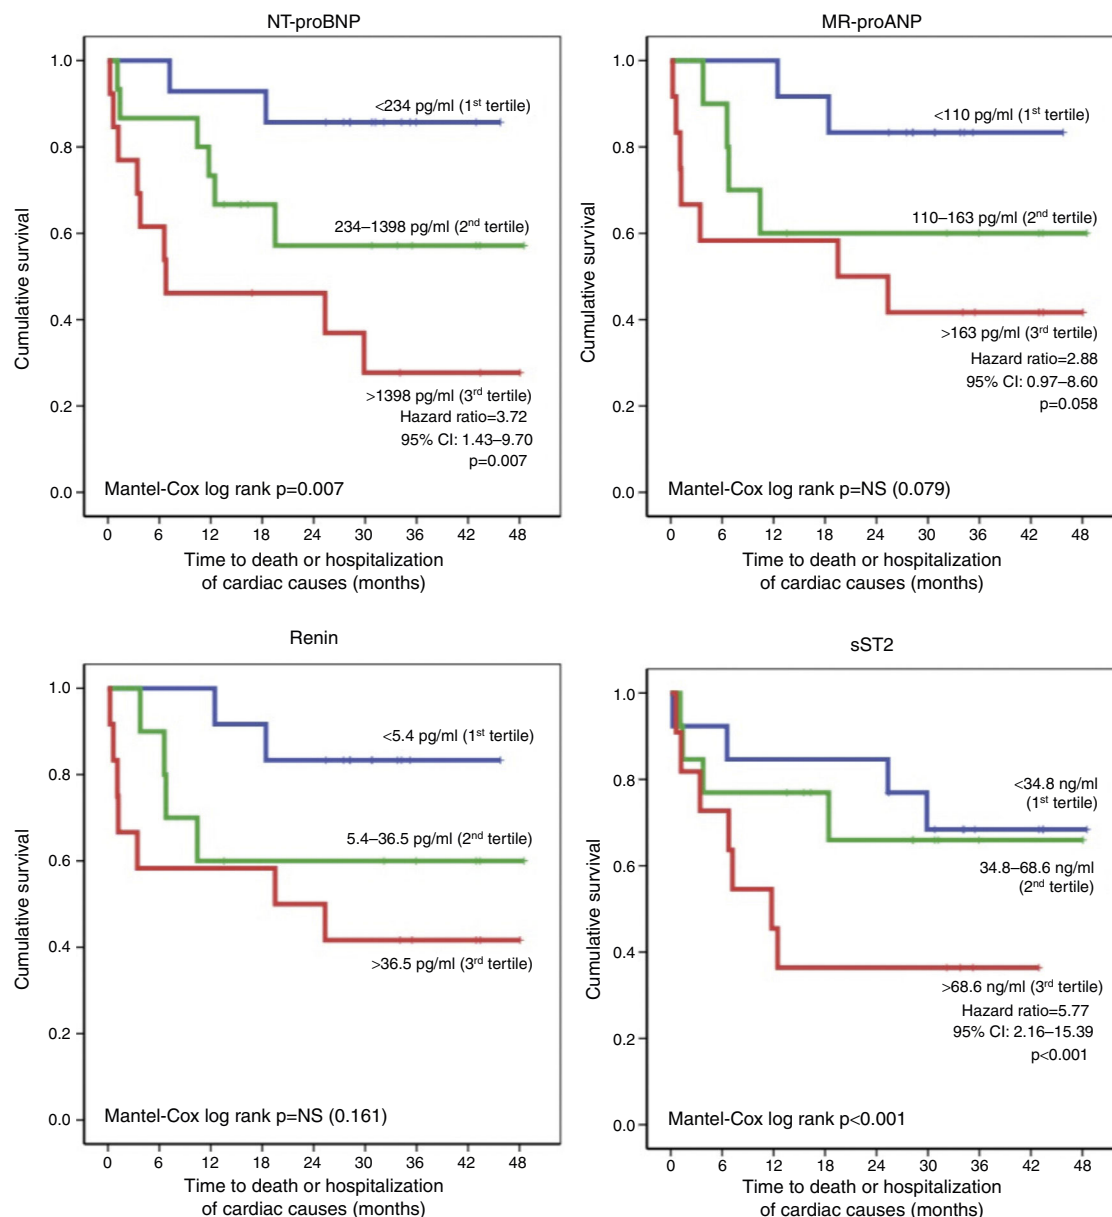 NT-proBNP
1.0
0.8
0.6
0.4
0.2
0.0
Cumulative survival
<234 pg/ml (1st tertile)
234–1398 pg/ml (2nd tertile)
>1398 pg/ml (3rd tertile)
Hazard ratio=3.72
95% CI: 1.43–9.70
p=0.007
Mantel-Cox log rank p=0.007
0 6 12 18 24 30 36 42 48
Time to death or hospitalization
of cardiac causes (months)
MR-proANP
1.0
0.8
0.6
0.4
0.2
0.0
Cumulative survival
<110 pg/ml (1st tertile)
110–163 pg/ml (2nd tertile)
>163 pg/ml (3rd tertile)
Hazard ratio=2.88
95% CI: 0.97–8.60
p=0.058
Mantel-Cox log rank p=NS (0.079)
0 6 12 18 24 30 36 42 48
Time to death or hospitalization
of cardiac causes (months)
Renin
1.0
0.8
0.6
0.4
0.2
0.0
Cumulative survival
<5.4 pg/ml (1st tertile)
5.4–36.5 pg/ml (2nd tertile)
>36.5 pg/ml (3rd tertile)
Mantel-Cox log rank p=NS (0.161)
0 6 12 18 24 30 36 42 48
Time to death or hospitalization
of cardiac causes (months)
sST2
1.0
0.8
0.6
0.4
0.2
0.0
Cumulative survival
<34.8 ng/ml
(1st tertile)
34.8–68.6 ng/ml
(2nd tertile)
>68.6 ng/ml (3rd tertile)
Hazard ratio=5.77
95% CI: 2.16–15.39
p<0.001
Mantel-Cox log rank p<0.001
0 6 12 18 24 30 36 42 48
Time to death or hospitalization
of cardiac causes (months)